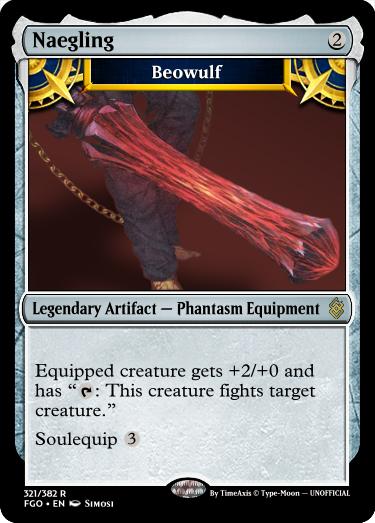 Naegling 2
Beowulf
Legendary Artifact — Phantasm Equipment
Equipped creature gets +2/+0 and
has “: This creature fights target
creature.”
Soulequip 3
321/382 R
FGO • EN SIMOSI
By TimeAxis © Type-Moon — UNOFFICIAL